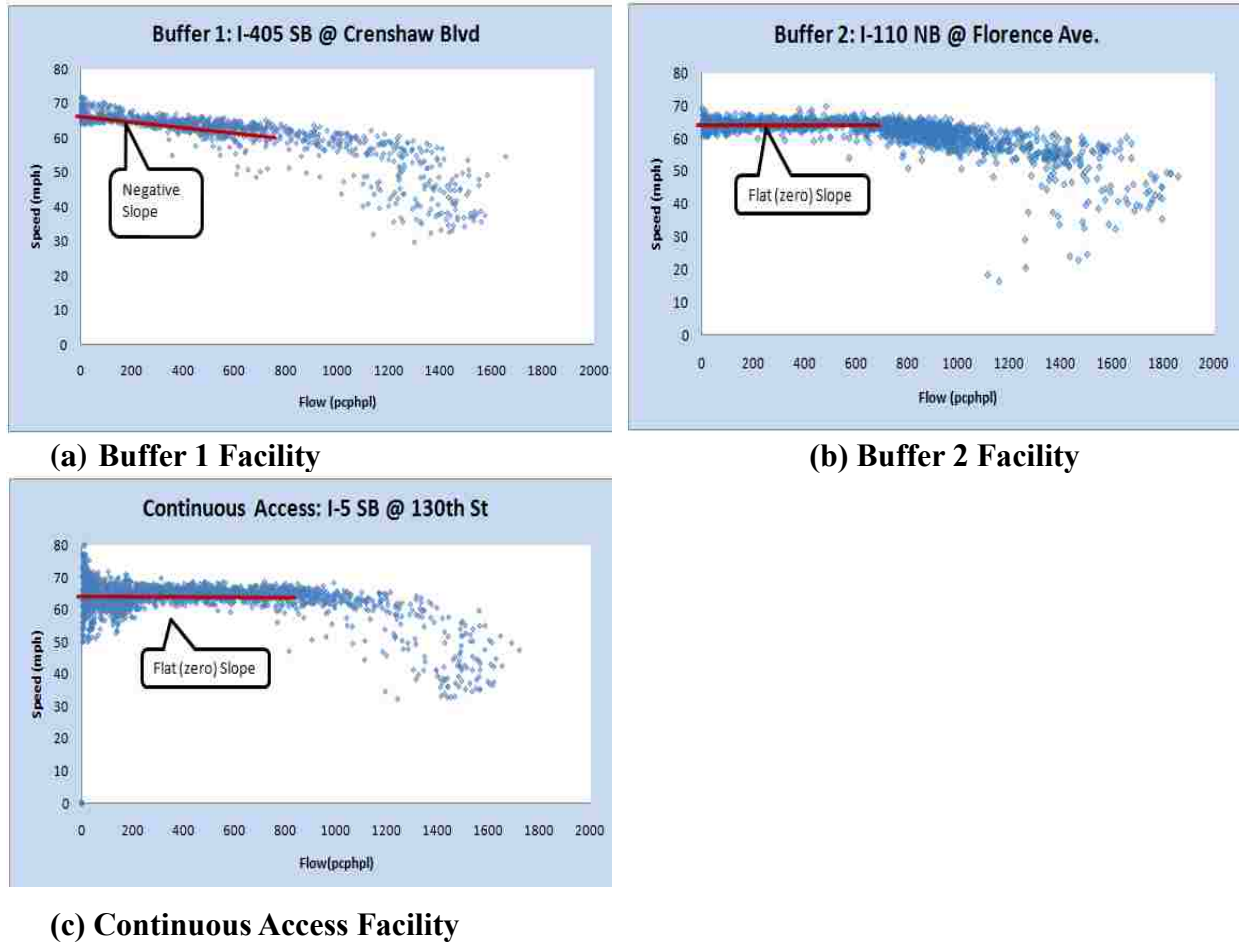 Buffer 1: I-405 SB @ Crenshaw Blvd
80
70
60
50
40
30
20
10
0
Speed (mph)
Negative
Slope
0 200 400 600 800 1000 1200 1400 1600 1800 2000
Flow (pcphpl)
(a) Buffer 1 Facility
Buffer 2: I-110 NB @ Florence Ave.
80
70
60
50
40
30
20
10
0
Speed (mph)
Flat (zero) Slope
0 200 400 600 800 1000 1200 1400 1600 1800 2000
Flow (pcphpl)
(b) Buffer 2 Facility
Continuous Access: I-5 SB @ 130th St
80
70
60
50
40
30
20
10
0
Speed (mph)
Flat (zero) Slope
0 200 400 600 800 1000 1200 1400 1600 1800 2000
Flow(pcphpl)
(c) Continuous Access Facility